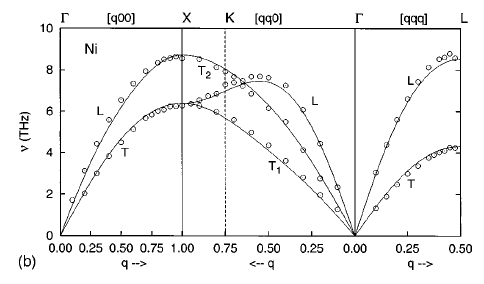 Γ [q00] X K [qq0] Γ [qqq] L
10
Ni
T2
8
L L L
ν (THz)
6
4
T T1 T
2
0
0.00 0.25 0.50 0.75 1.00 0.75 0.50 0.25 0.00 0.25 0.50
(b) q --> <-- q q -->